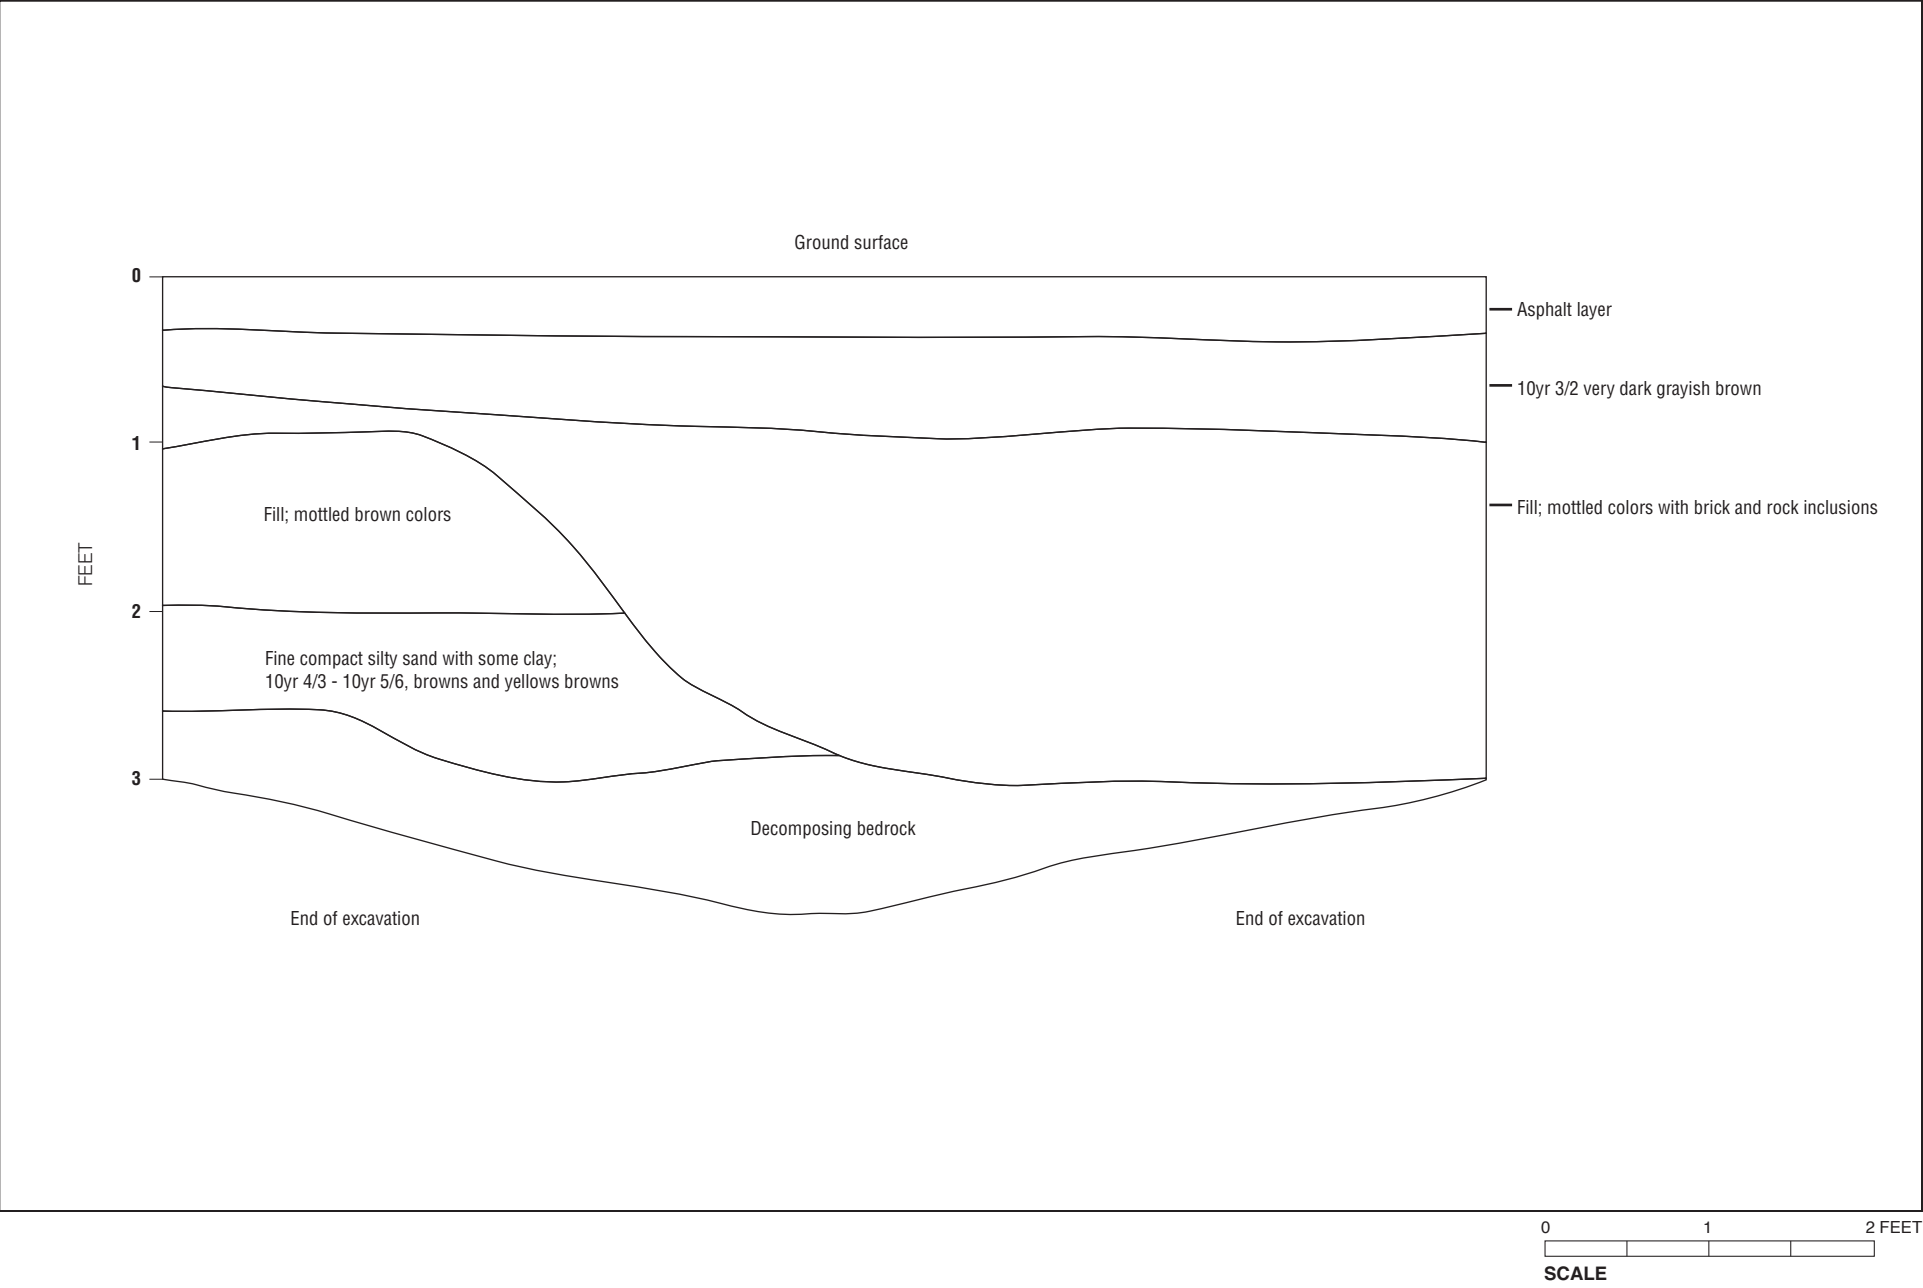 Ground surface
0
Asphalt layer
10yr 3/2 very dark grayish brown
1
Fill; mottled colors with brick and rock inclusions
Fill; mottled brown colors
FEET
2
Fine compact silty sand with some clay;
10yr 4/3 - 10yr 5/6, browns and yellows browns
3
Decomposing bedrock
End of excavation
End of excavation
0 1 2 FEET
SCALE